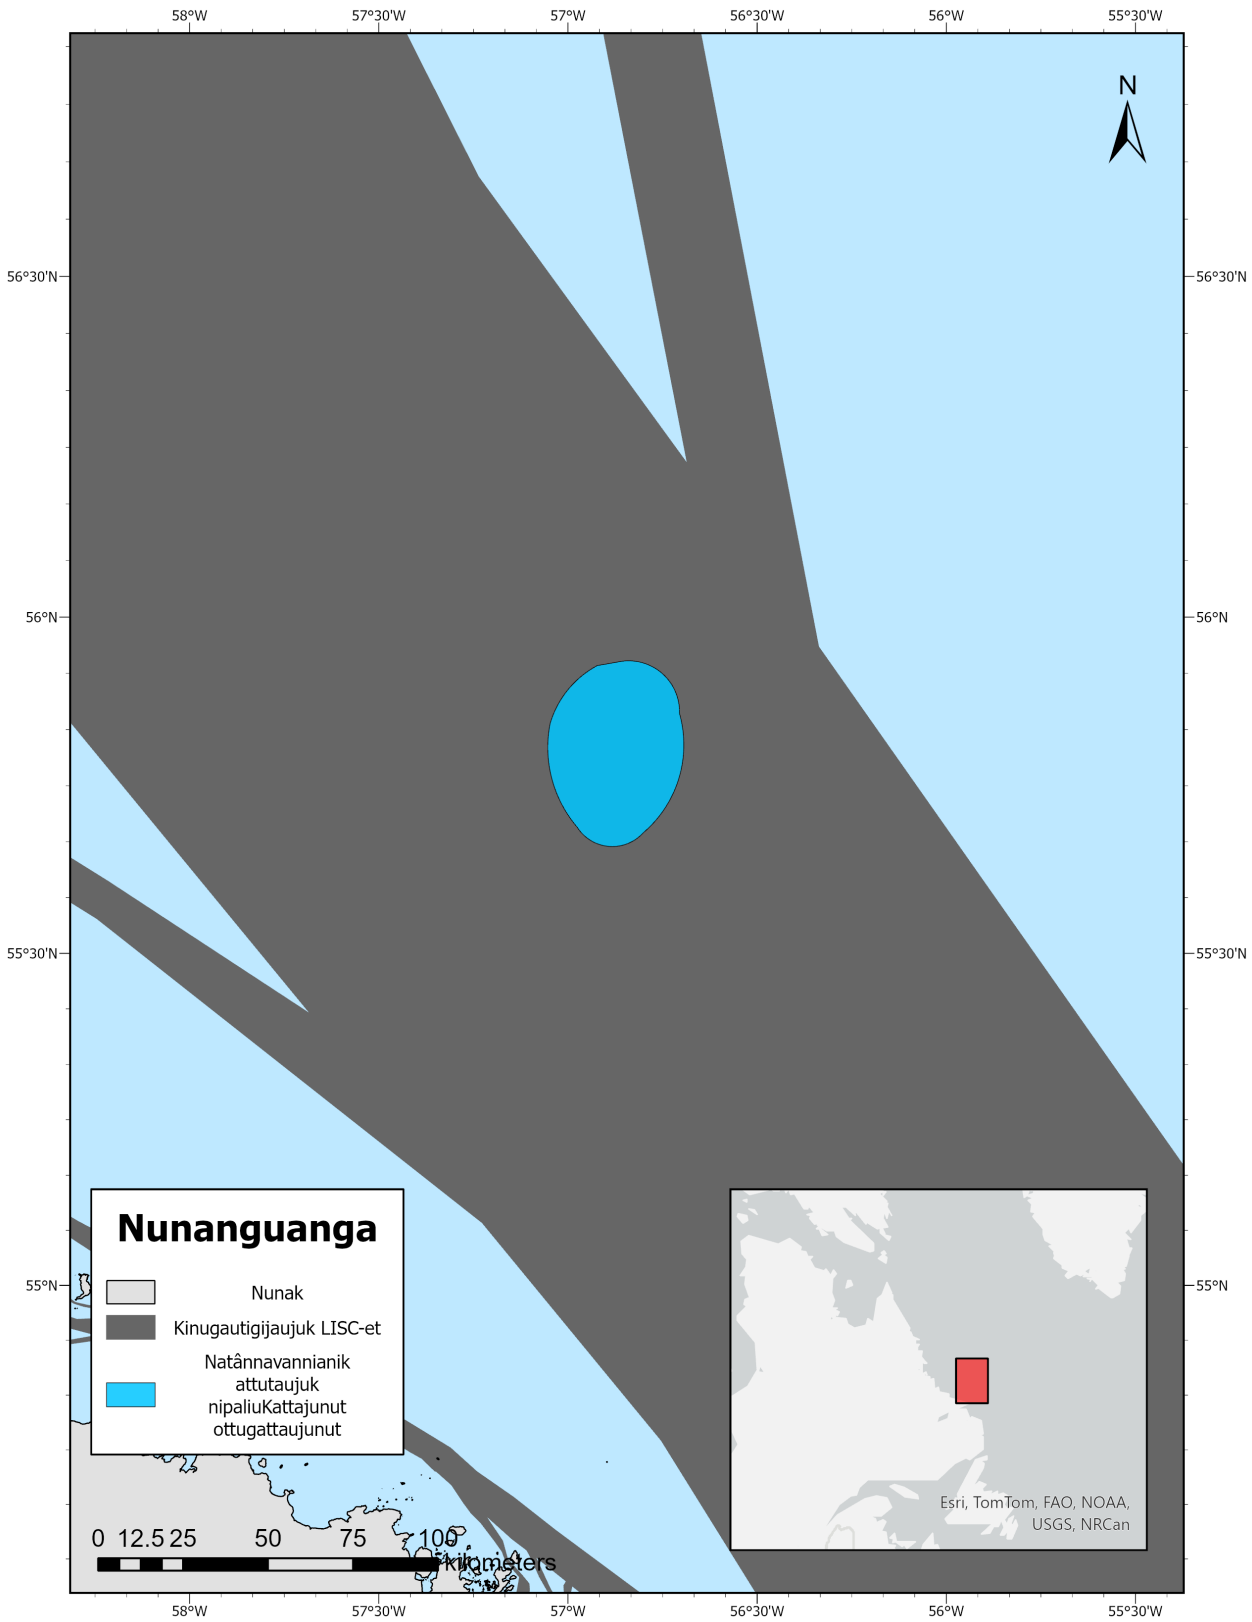 58°W 57°30'W 57°W 56°30'W 56°W 55°30'W
N
56°30'N 56°30'N
56°N 56°N
55°30'N 55°30'N
55°N 55°N
Nunanguanga
Nunak
Kinugautigijaujuk LISC-et
Natânnavannianik
attutaujuk
nipaliuKattajunut
ottugattaujunut
Esri, TomTom, FAO, NOAA,
USGS, NRCan
0 12.5 25 50 75 100
kilometers
58°W 57°30'W 57°W 56°30'W 56°W 55°30'W